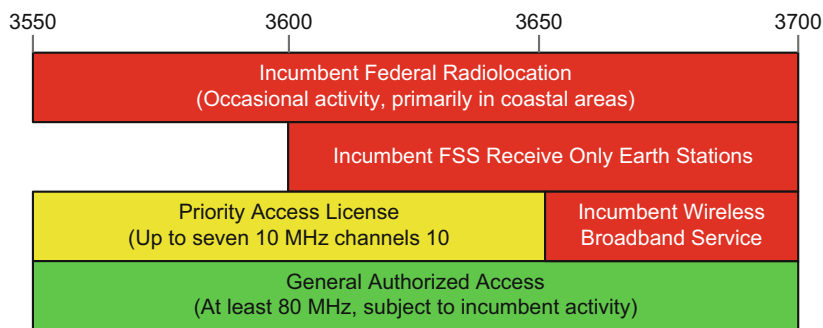 3550 3600 3650 3700
Incumbent Federal Radiolocation
(Occasional activity, primarily in coastal areas)
Incumbent FSS Receive Only Earth Stations
Priority Access License
(Up to seven 10 MHz channels 10
Incumbent Wireless
Broadband Service
General Authorized Access
(At least 80 MHz, subject to incumbent activity)